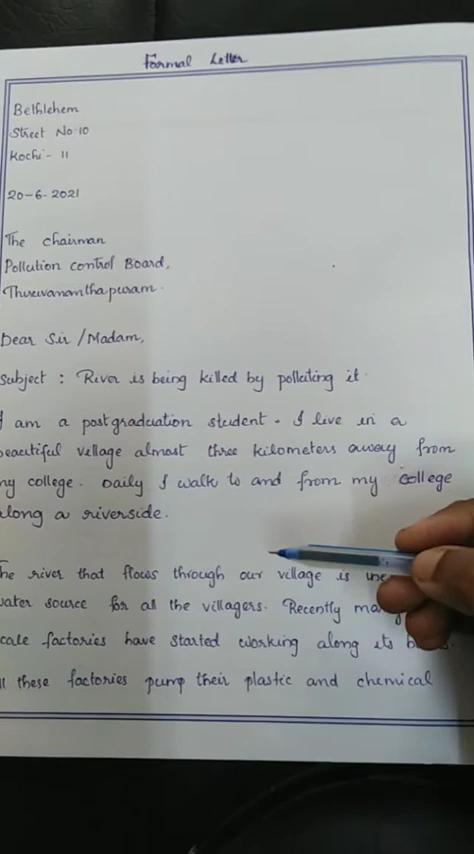 Formal Letter
Bethlehem
Street No 10
Kochi - 11
20-6-2021
The chairman
Pollution control Board,
Thiruvananthapuram.
Dear Sir /Madam,
Subject : River is being killed by polluting it.
I am a postgraduation student. I live in a
beautiful village almost three kilometers away from
my college. Daily I walk to and from my college
along a riverside.
The river that flows through our village is
water source for all the villagers. Recently
scale factories have started working along its
All these factories pump their plastic and chemical